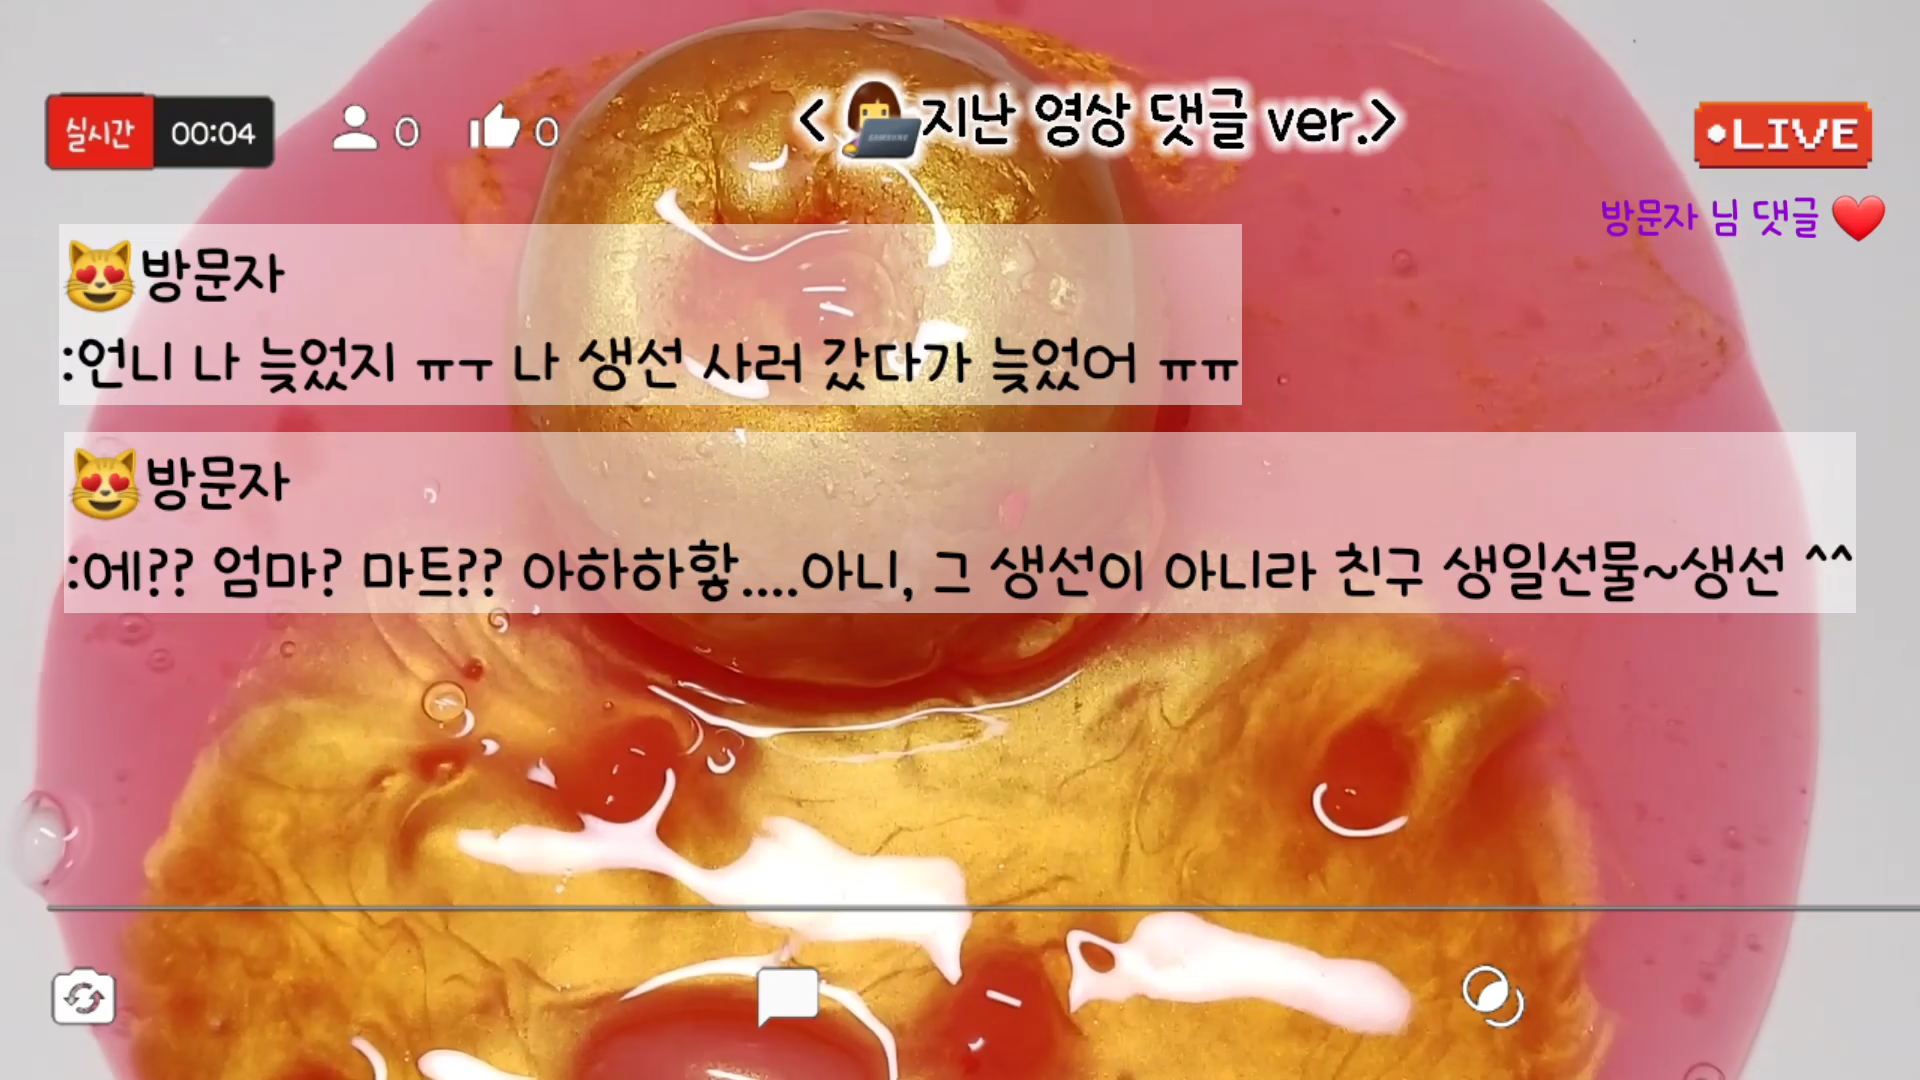 실시간 00:04 0 0
<지난 영상 댓글 ver.>
•LIVE
방문자 님 댓글
방문자
:언니 나 늦었지 ㅠㅜ 나 생선 사러 갔다가 늦었어 ㅠㅠ
방문자
:에?? 엄마? 마트?? 아하하핳....아니, 그 생선이 아니라 친구 생일선물~생선 ^^